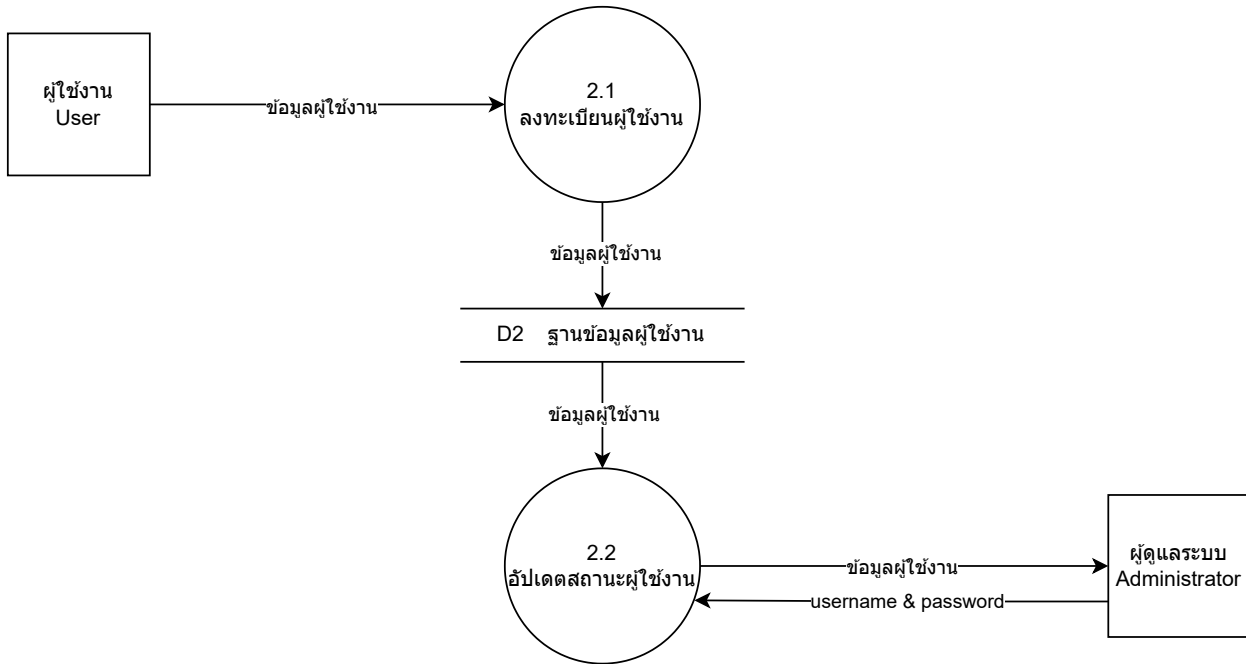 ผู้ใช้งาน
User
ข้อมูลผู้ใช้งาน
2.1
ลงทะเบียนผู้ใช้งาน
ข้อมูลผู้ใช้งาน
D2 ฐานข้อมูลผู้ใช้งาน
ข้อมูลผู้ใช้งาน
2.2
อัปเดตสถานะผู้ใช้งาน
ข้อมูลผู้ใช้งาน
username & password
ผู้ดูแลระบบ
Administrator